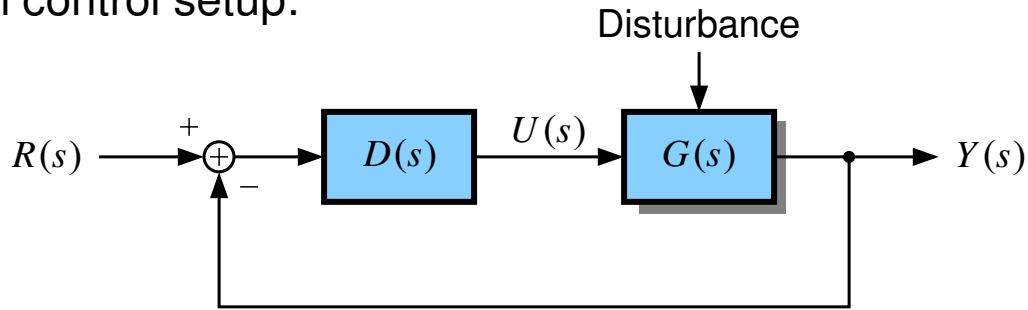 control setup:
Disturbance
+
R(s) + D(s) U(s) G(s) Y(s)
−